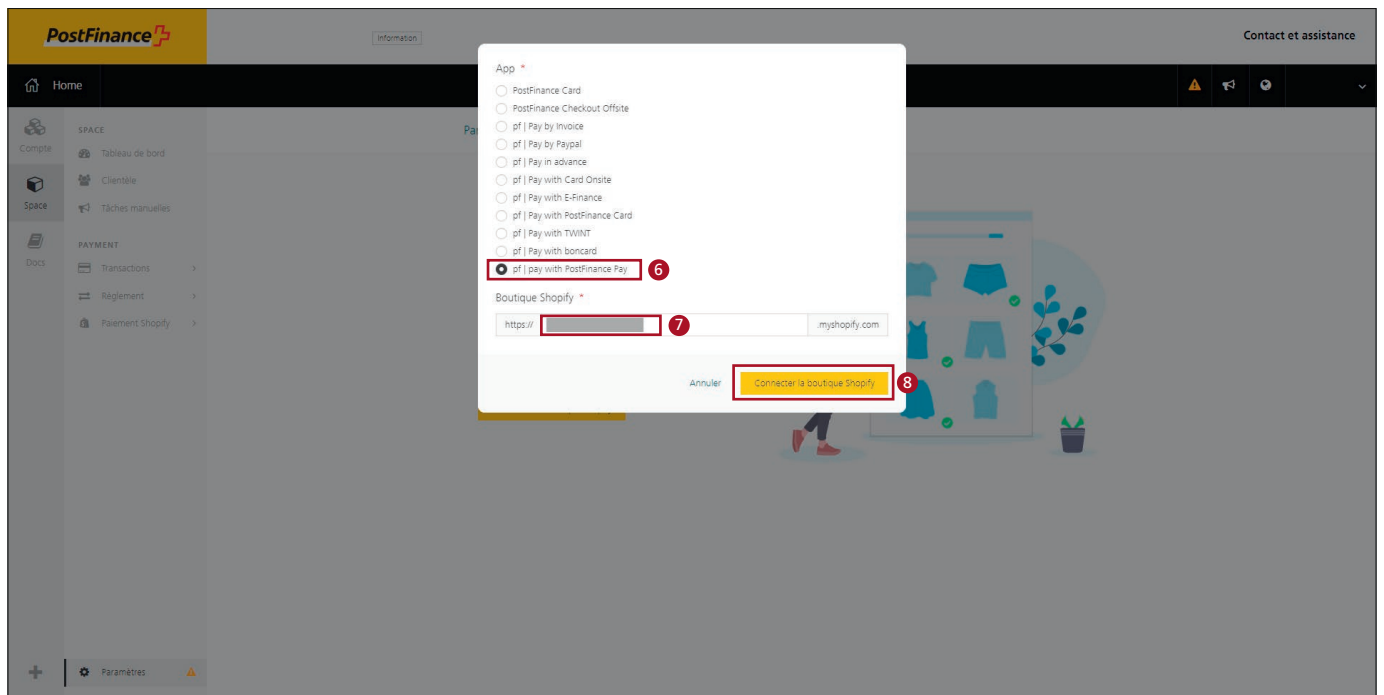 PostFinance
Information
Contact et assistance
Home
Compte
Space
Docs
SPACE
Tableau de bord
Clientèle
Tâches manuelles
PAYMENT
Transactions
Règlement
Paiement Shopify
Paramètres
App *
PostFinance Card
PostFinance Checkout Offsite
pf | Pay by Invoice
pf | Pay by Paypal
pf | Pay in advance
pf | Pay with Card Onsite
pf | Pay with E-Finance
pf | Pay with PostFinance Card
pf | Pay with TWINT
pf | Pay with boncard
pf | pay with PostFinance Pay 6
Boutique Shopify *
https:// 7 .myshopify.com
Annuler Connecter la boutique Shopify 8